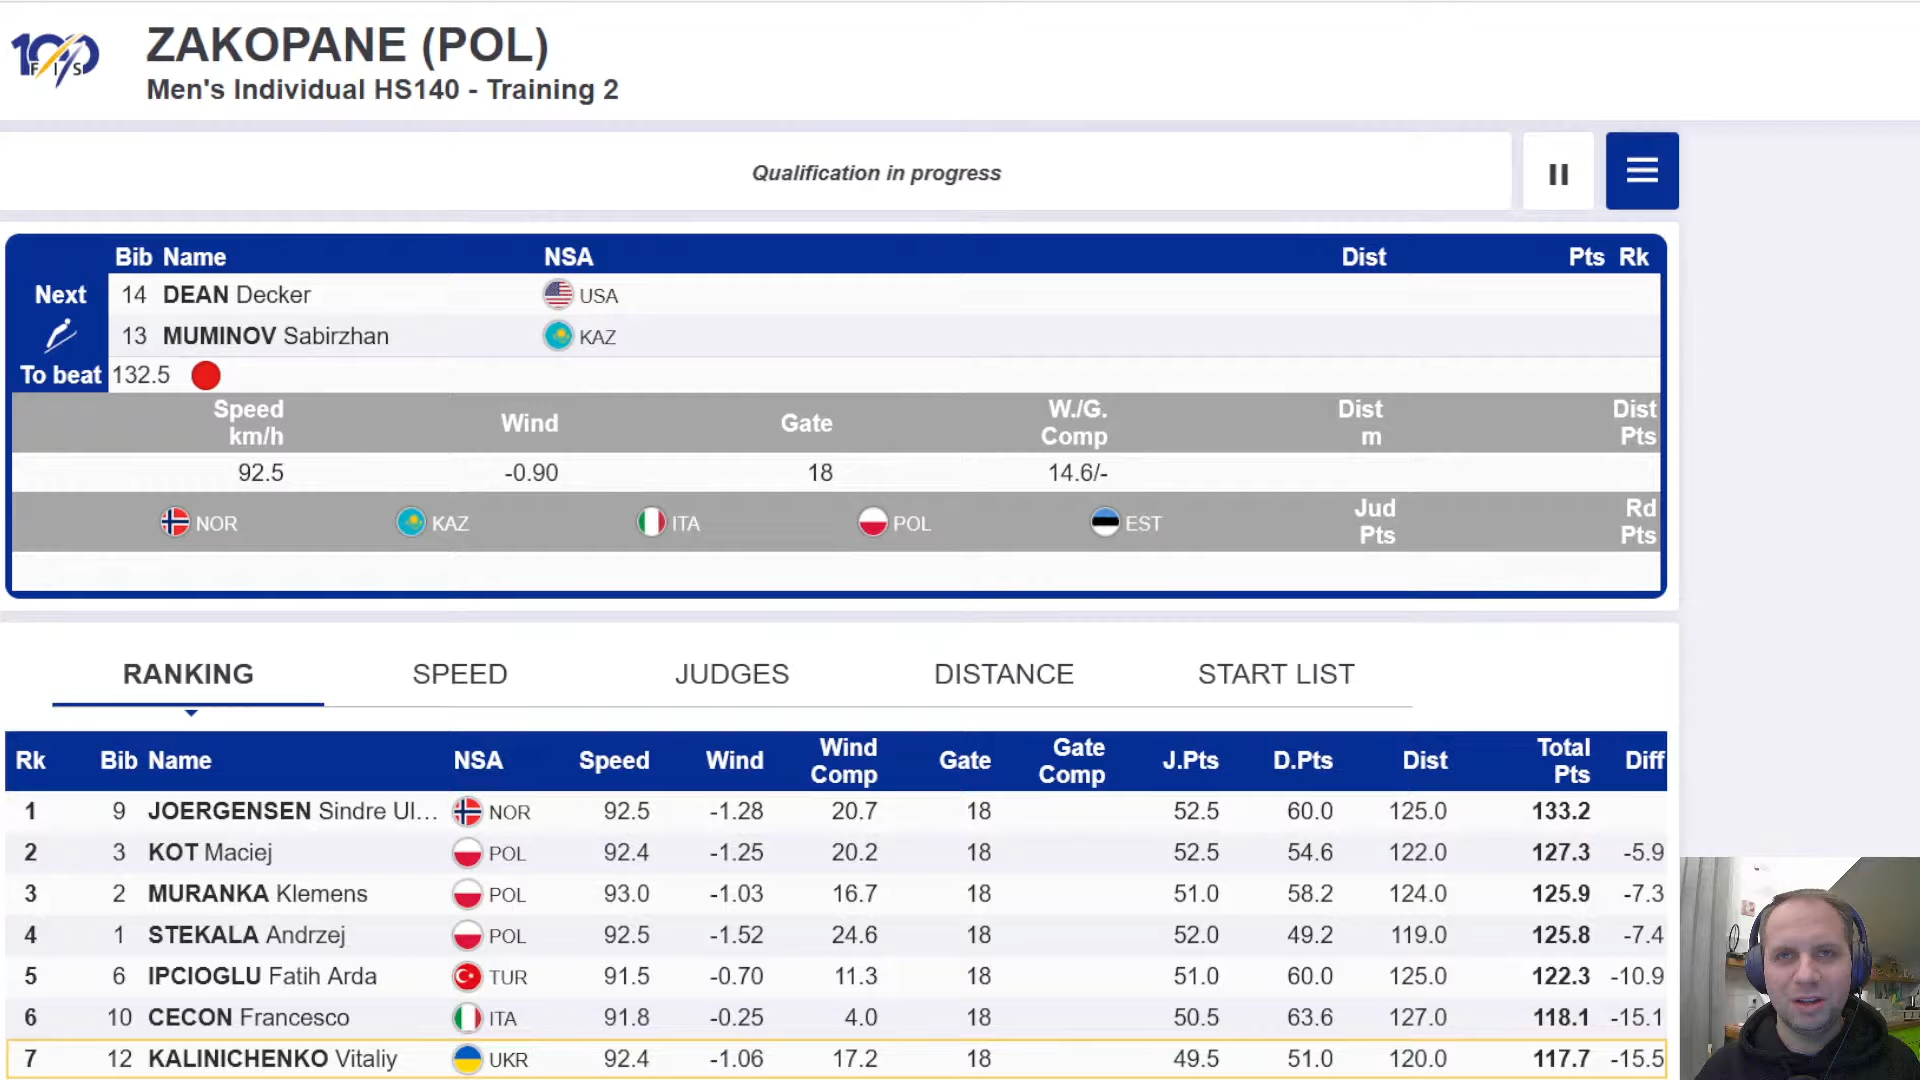 100
FIS
ZAKOPANE (POL)
Men's Individual HS140 - Training 2
Qualification in progress
Bib Name NSA Dist Pts Rk
Next 14 DEAN Decker USA
13 MUMINOV Sabirzhan KAZ
To beat 132.5
Speed km/h Wind Gate W./G. Comp Dist m Dist Pts
92.5 -0.90 18 14.6/-
NOR KAZ ITA POL EST Jud Pts Rd Pts
RANKING SPEED JUDGES DISTANCE START LIST
Rk Bib Name NSA Speed Wind Wind Comp Gate Gate Comp J.Pts D.Pts Dist Total Pts Diff
1 9 JOERGENSEN Sindre Ul... NOR 92.5 -1.28 20.7 18 52.5 60.0 125.0 133.2
2 3 KOT Maciej POL 92.4 -1.25 20.2 18 52.5 54.6 122.0 127.3 -5.9
3 2 MURANKA Klemens POL 93.0 -1.03 16.7 18 51.0 58.2 124.0 125.9 -7.3
4 1 STEKALA Andrzej POL 92.5 -1.52 24.6 18 52.0 49.2 119.0 125.8 -7.4
5 6 IPCIOGLU Fatih Arda TUR 91.5 -0.70 11.3 18 51.0 60.0 125.0 122.3 -10.9
6 10 CECON Francesco ITA 91.8 -0.25 4.0 18 50.5 63.6 127.0 118.1 -15.1
7 12 KALINICHENKO Vitaliy UKR 92.4 -1.06 17.2 18 49.5 51.0 120.0 117.7 -15.5